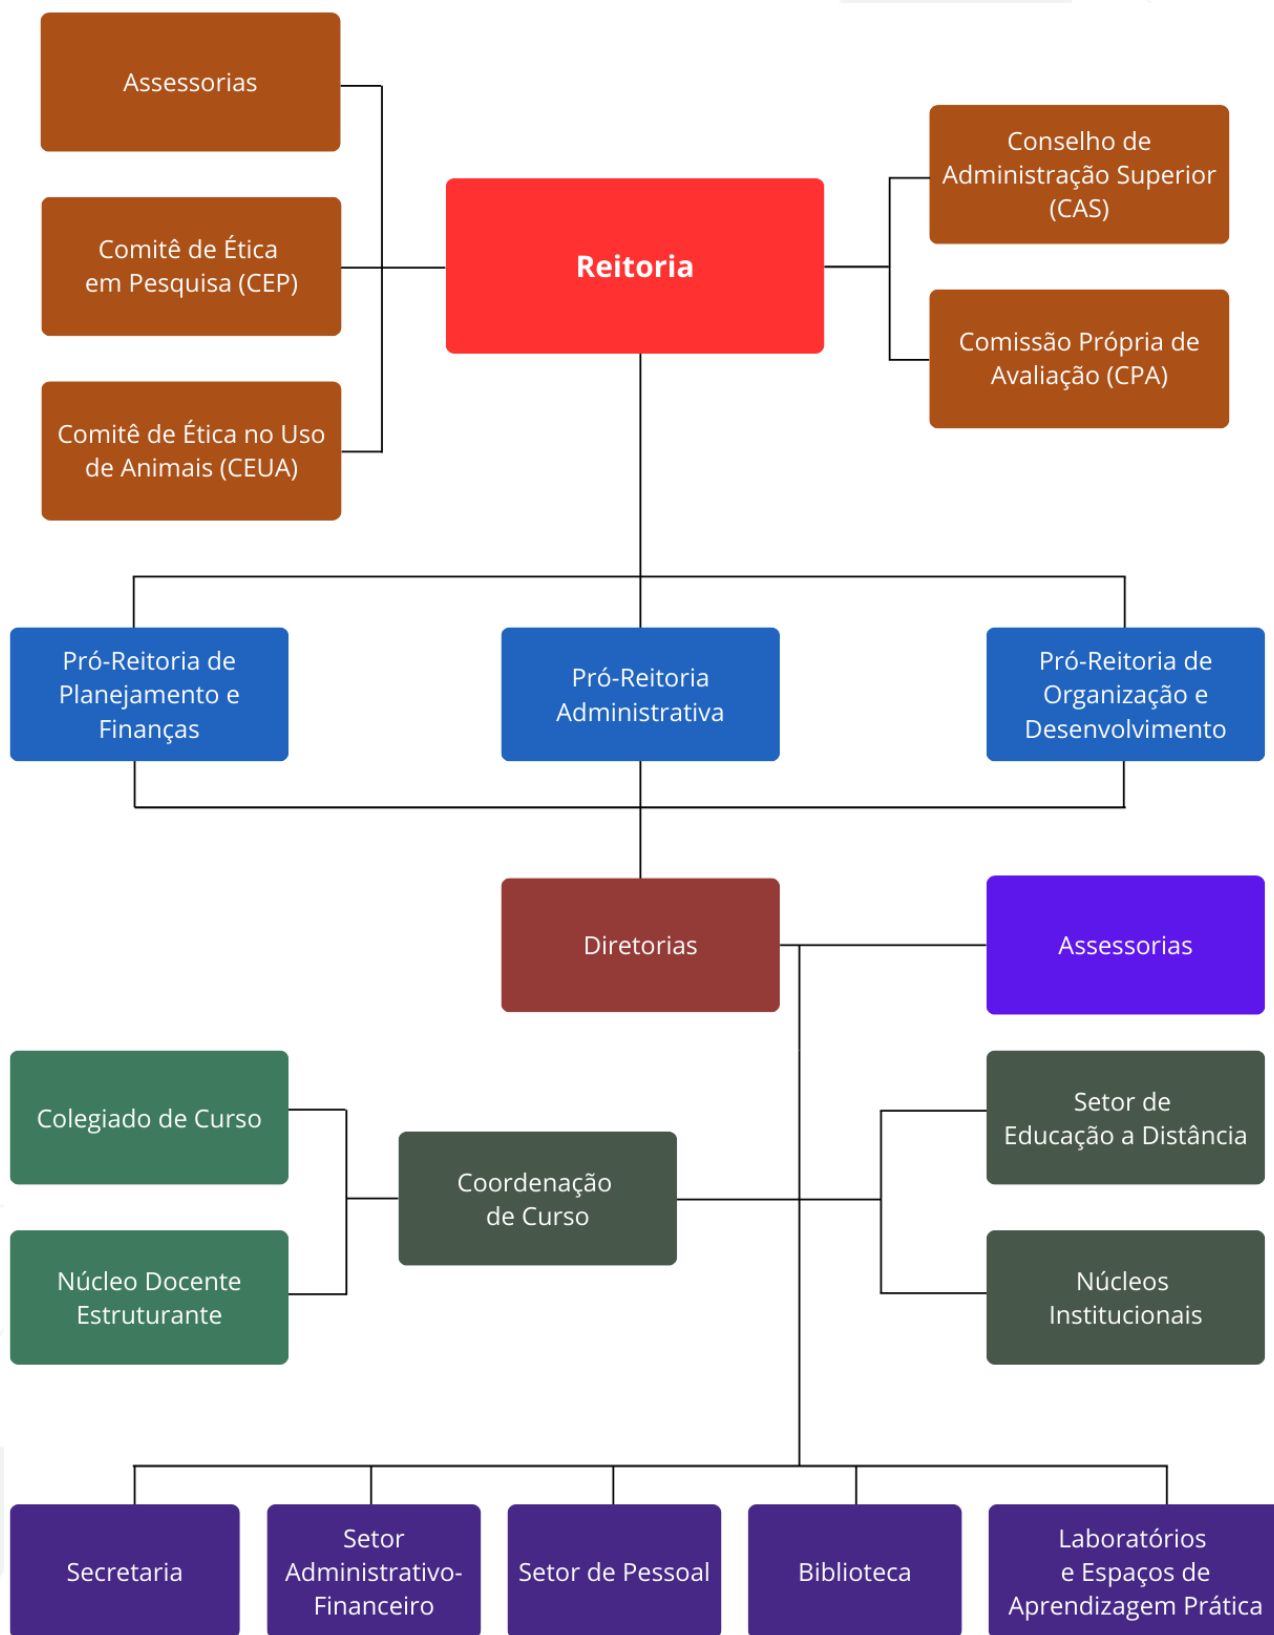 Assessorias
Conselho de
Administração Superior
(CAS)
Reitoria
Comitê de Ética
em Pesquisa (CEP)
Comissão Própria de
Avaliação (CPA)
Comitê de Ética no Uso
de Animais (CEUA)
Pró-Reitoria de
Planejamento e
Finanças
Pró-Reitoria
Administrativa
Pró-Reitoria de
Organização e
Desenvolvimento
Diretorias
Assessorias
Colegiado de Curso
Coordenação
de Curso
Setor de
Educação a Distância
Núcleo Docente
Estruturante
Núcleos
Institucionais
Secretaria
Setor
Administrativo-
Financeiro
Setor de Pessoal
Biblioteca
Laboratórios
e Espaços de
Aprendizagem Prática